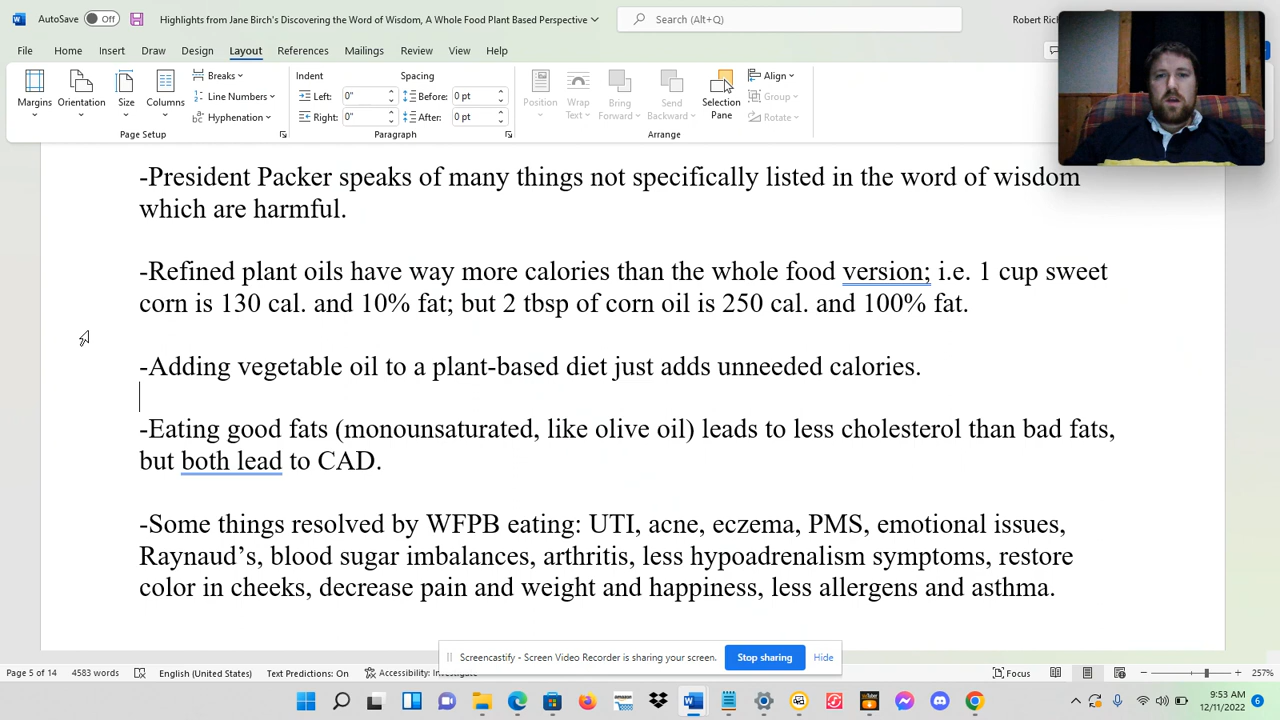 AutoSave Off Highlights from Jane Birch's Discovering the Word of Wisdom, A Whole Food Plant Based Perspective Search (Alt+Q) Robert Ric
File Home Insert Draw Design Layout References Mailings Review View Help
Margins Orientation Size Columns Breaks Line Numbers Hyphenation
Page Setup
Indent Spacing
Left: 0" Before: 0 pt
Right: 0" After: 0 pt
Paragraph
Position Wrap Text Bring Forward Send Backward Selection Pane Align Group Rotate
Arrange
-President Packer speaks of many things not specifically listed in the word of wisdom
which are harmful.
-Refined plant oils have way more calories than the whole food version; i.e. 1 cup sweet
corn is 130 cal. and 10% fat; but 2 tbsp of corn oil is 250 cal. and 100% fat.
-Adding vegetable oil to a plant-based diet just adds unneeded calories.
-Eating good fats (monounsaturated, like olive oil) leads to less cholesterol than bad fats,
but both lead to CAD.
-Some things resolved by WFPB eating: UTI, acne, eczema, PMS, emotional issues,
Raynaud's, blood sugar imbalances, arthritis, less hypoadrenalism symptoms, restore
color in cheeks, decrease pain and weight and happiness, less allergens and asthma.
Screencastify - Screen Video Recorder is sharing your screen. Stop sharing Hide
Page 5 of 14 4583 words English (United States) Text Predictions: On Accessibility: Focus 257%
9:53 AM
12/11/2022 6